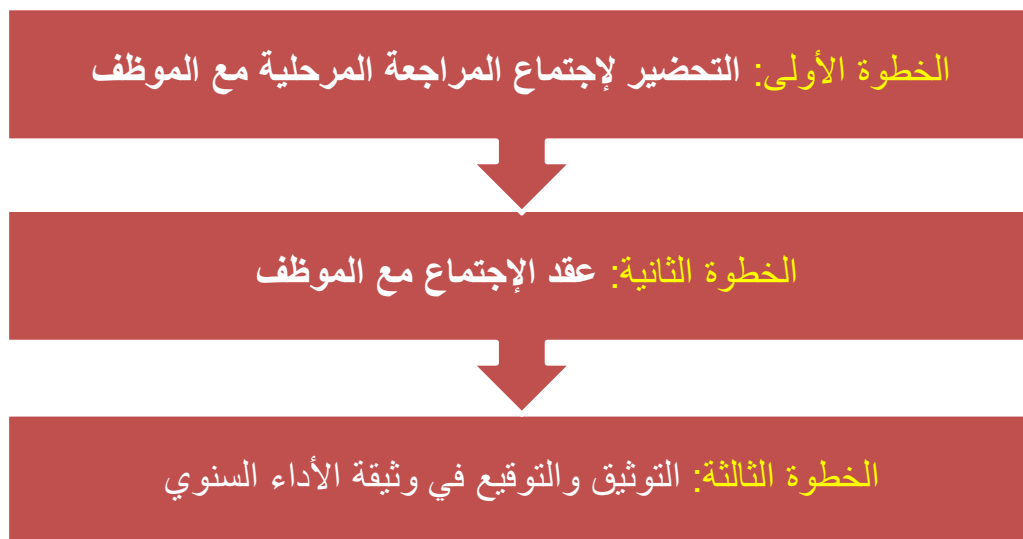 الخطوة الأولى: التحضير لإجتماع المراجعة المرحلية مع الموظف
الخطوة الثانية: عقد الإجتماع مع الموظف
الخطوة الثالثة: التوثيق والتوقيع في وثيقة الأداء السنوي